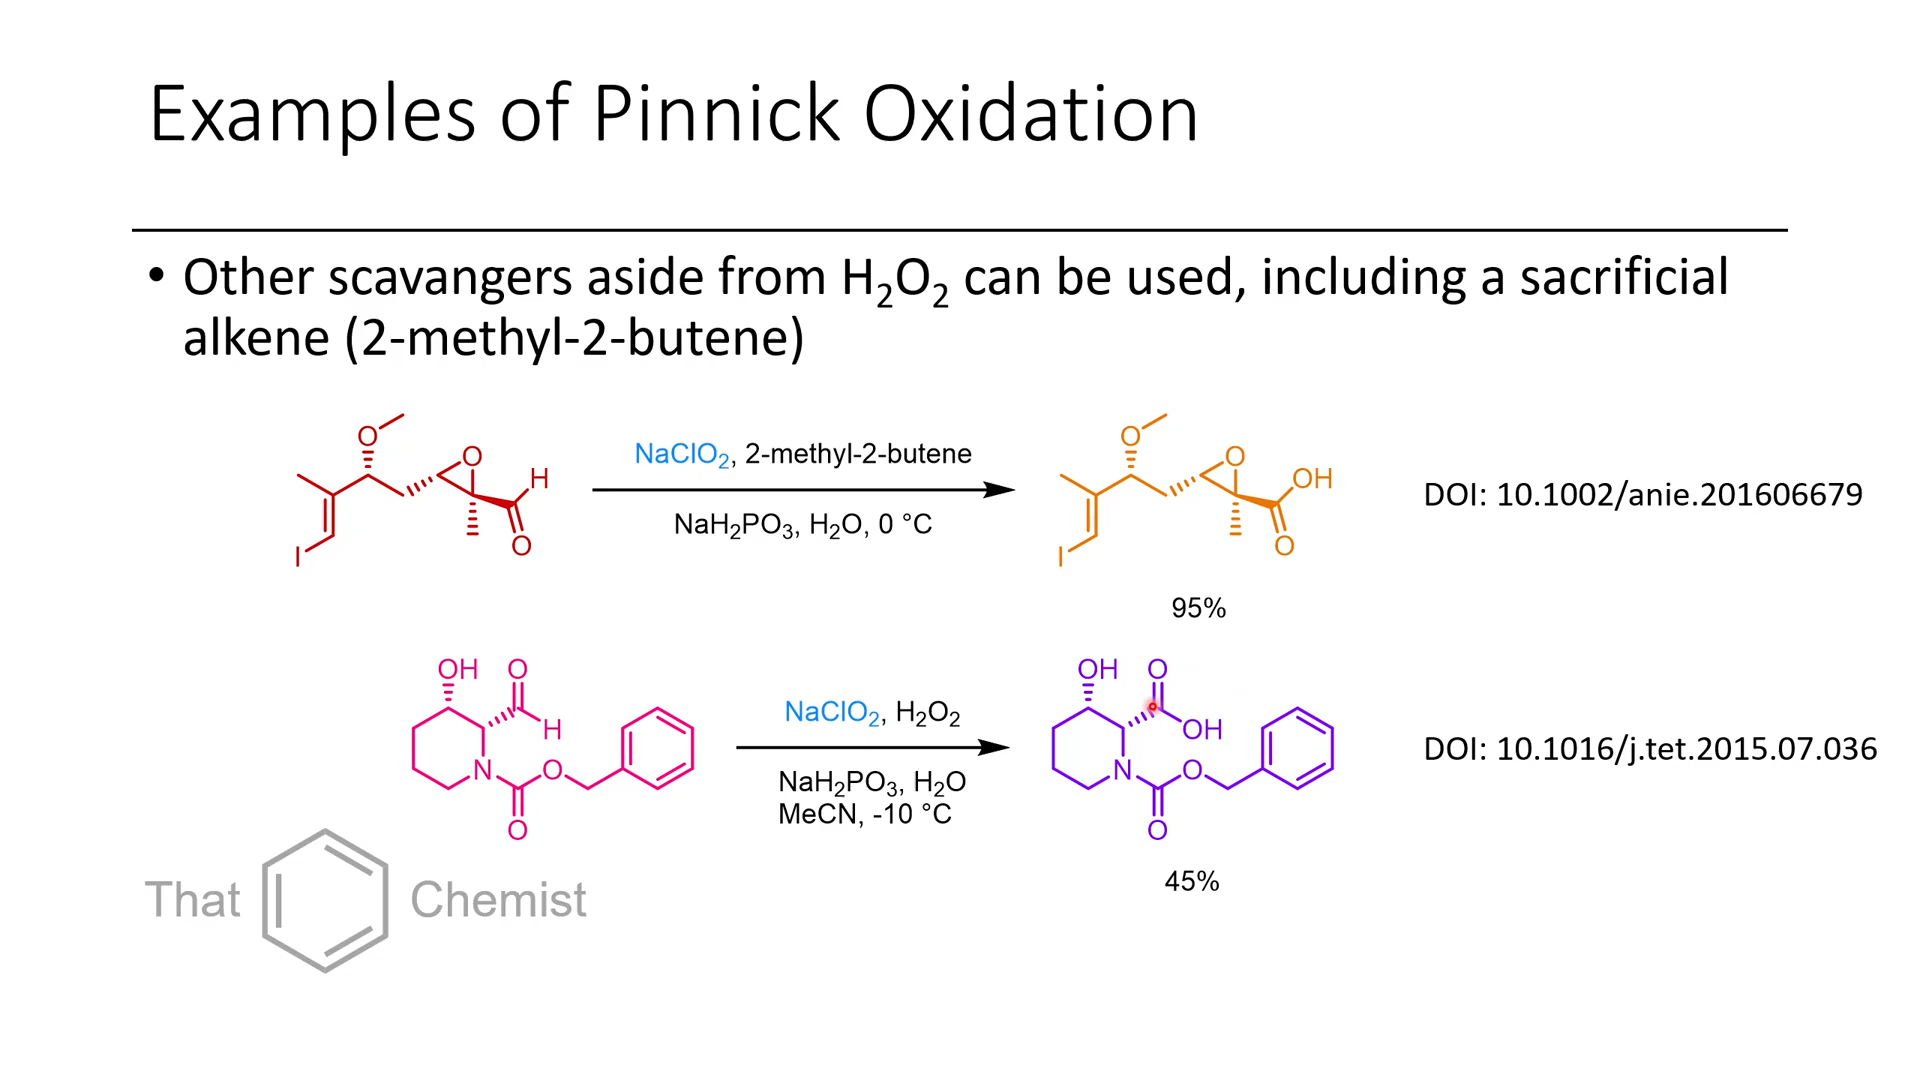 Examples of Pinnick Oxidation
• Other scavangers aside from H₂O₂ can be used, including a sacrificial
alkene (2-methyl-2-butene)
O
O
H
O
I
NaClO₂, 2-methyl-2-butene
NaH₂PO₃, H₂O, 0 °C
O
O
OH
O
I
95%
DOI: 10.1002/anie.201606679
OH O
H
N
O
O
NaClO₂, H₂O₂
NaH₂PO₃, H₂O
MeCN, -10 °C
OH O
OH
N
O
O
45%
DOI: 10.1016/j.tet.2015.07.036
That Chemist